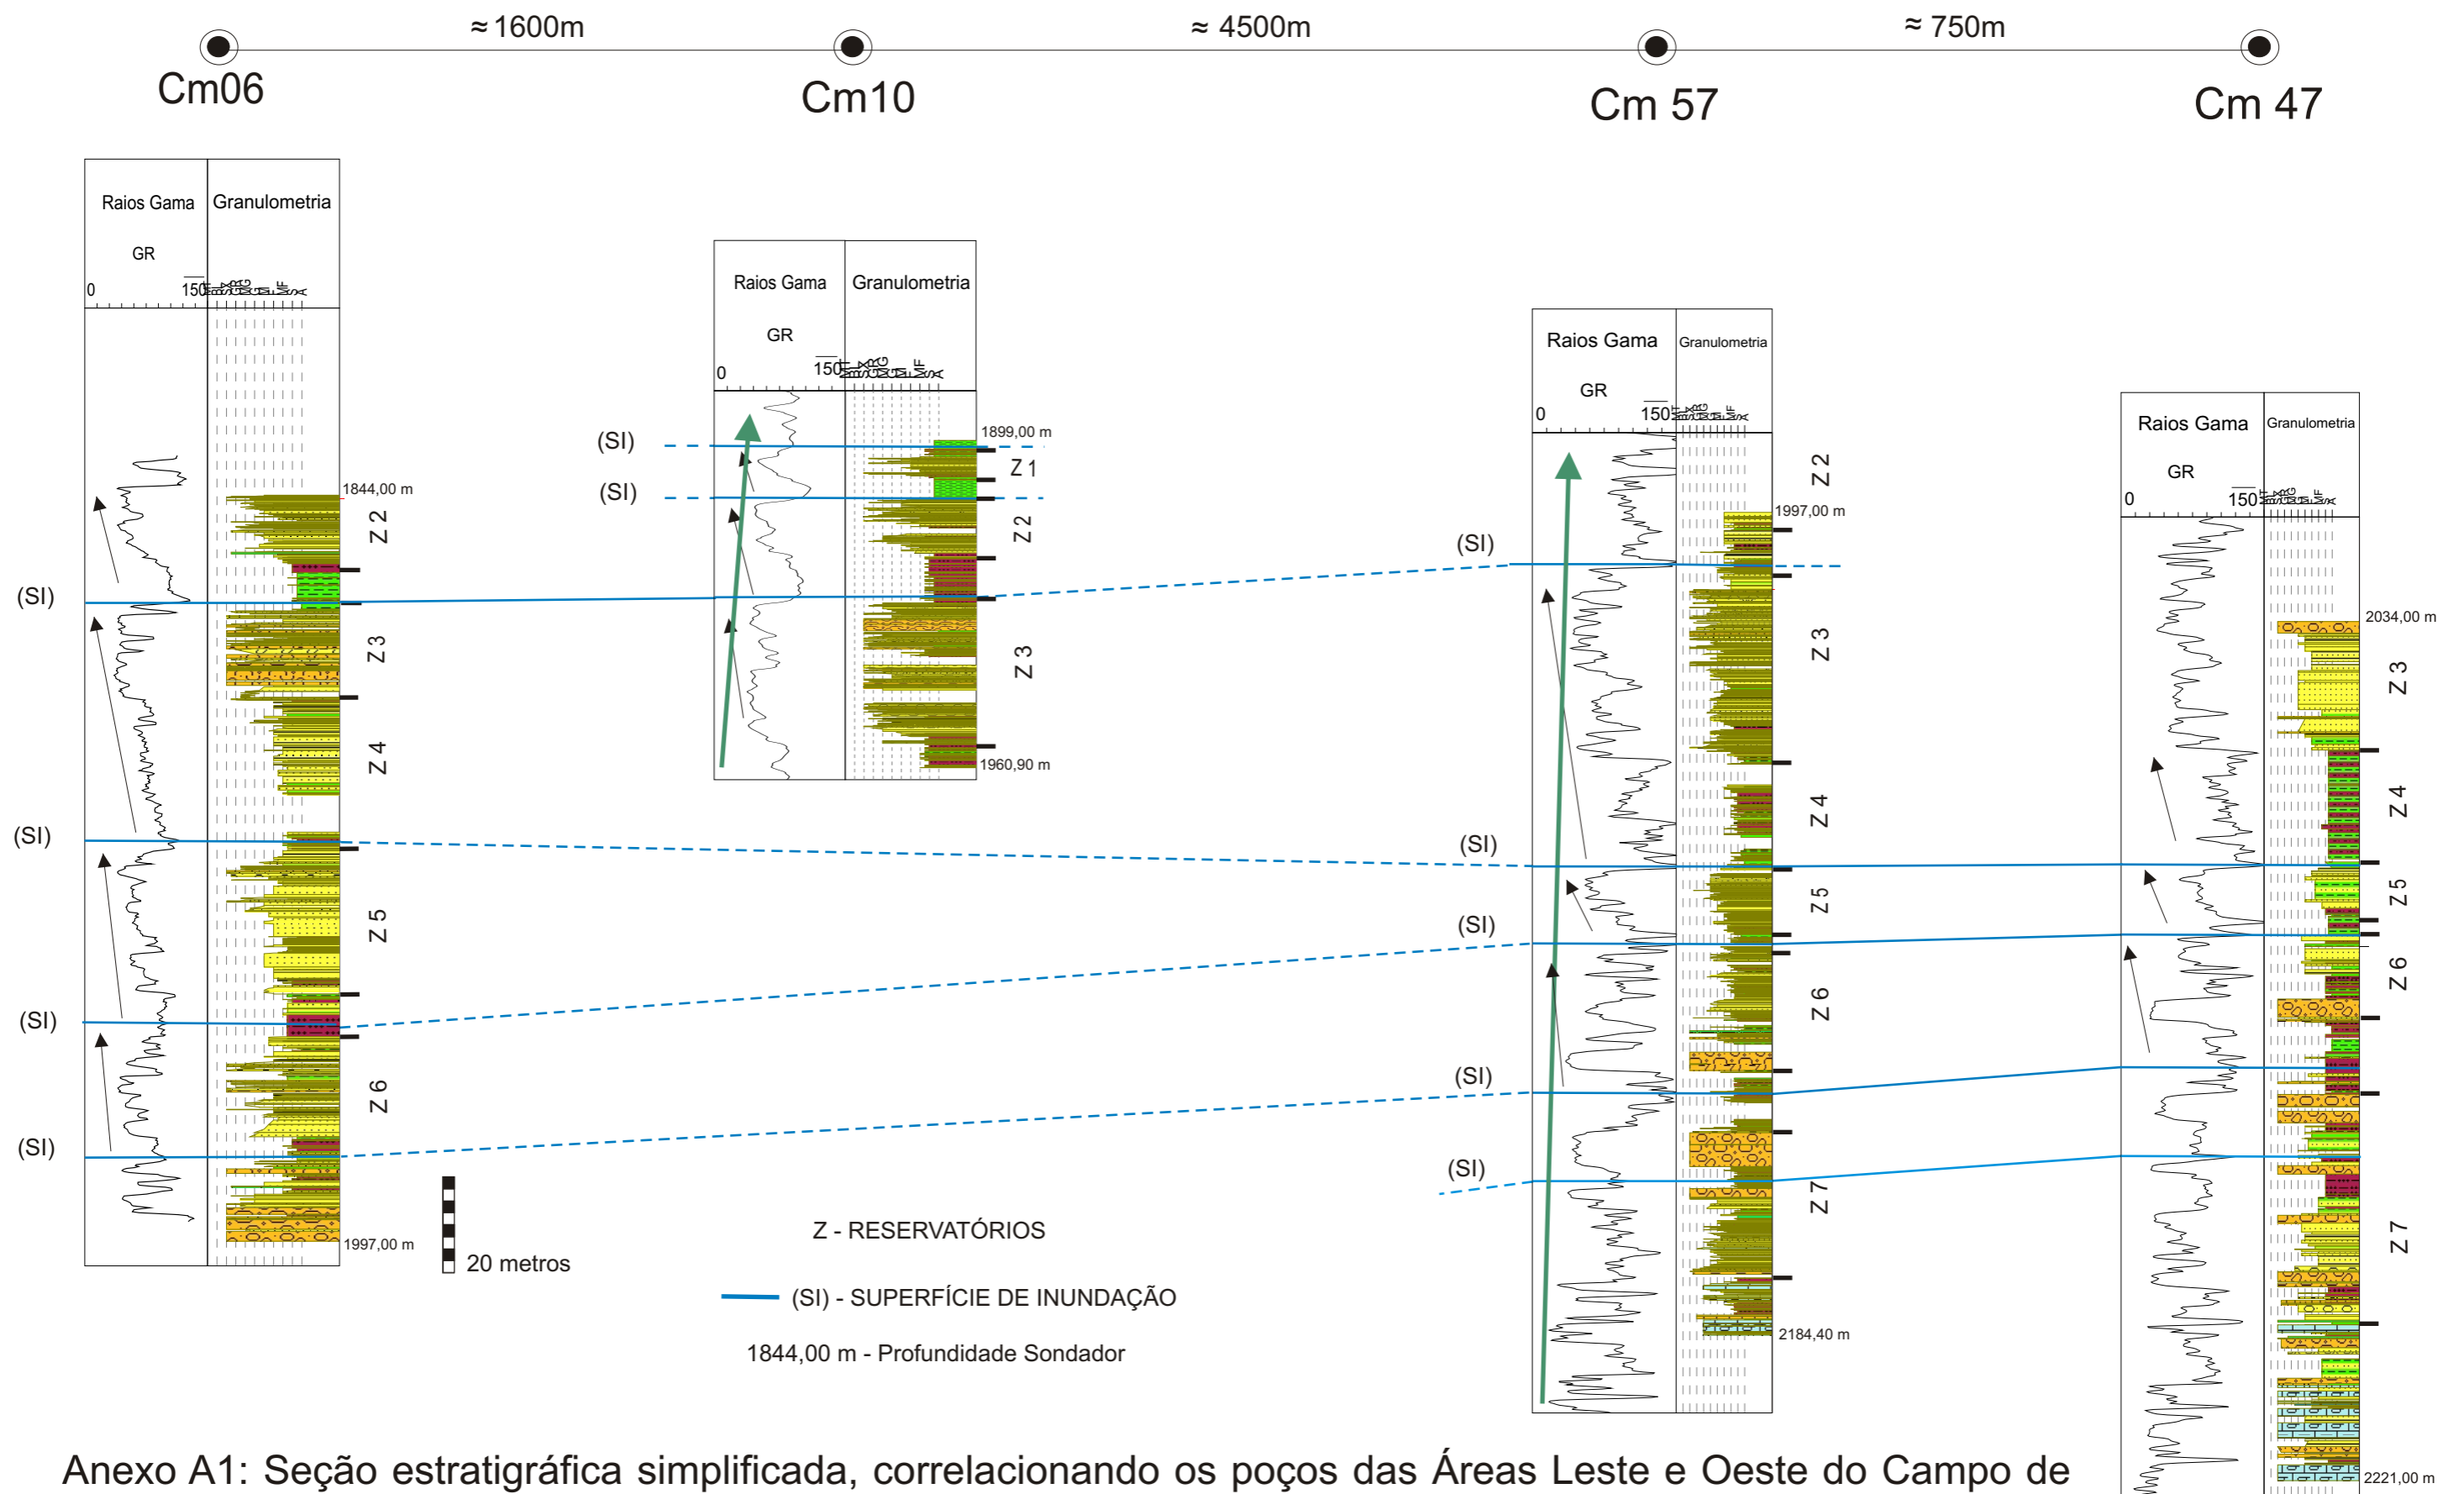 ≈ 1600m
≈ 4500m
≈ 750m
Cm06
Cm10
Cm 57
Cm 47
Raios Gama
Granulometria
GR
0
150
1844,00 m
Z 2
(SI)
Z 3
Z 4
(SI)
Z 5
(SI)
Z 6
(SI)
1997,00 m
20 metros
Raios Gama
Granulometria
GR
0
150
(SI)
1899,00 m
Z 1
(SI)
Z 2
Z 3
1960,90 m
Raios Gama
Granulometria
GR
0
150
Z 2
1997,00 m
(SI)
Z 3
Z 4
(SI)
Z 5
(SI)
Z 6
(SI)
(SI)
Z 7
2184,40 m
Raios Gama
Granulometria
GR
0
150
2034,00 m
Z 3
Z 4
Z 5
Z 6
Z 7
2221,00 m
Z - RESERVATÓRIOS
(SI) - SUPERFÍCIE DE INUNDAÇÃO
1844,00 m - Profundidade Sondador
Anexo A1: Seção estratigráfica simplificada, correlacionando os poços das Áreas Leste e Oeste do Campo de